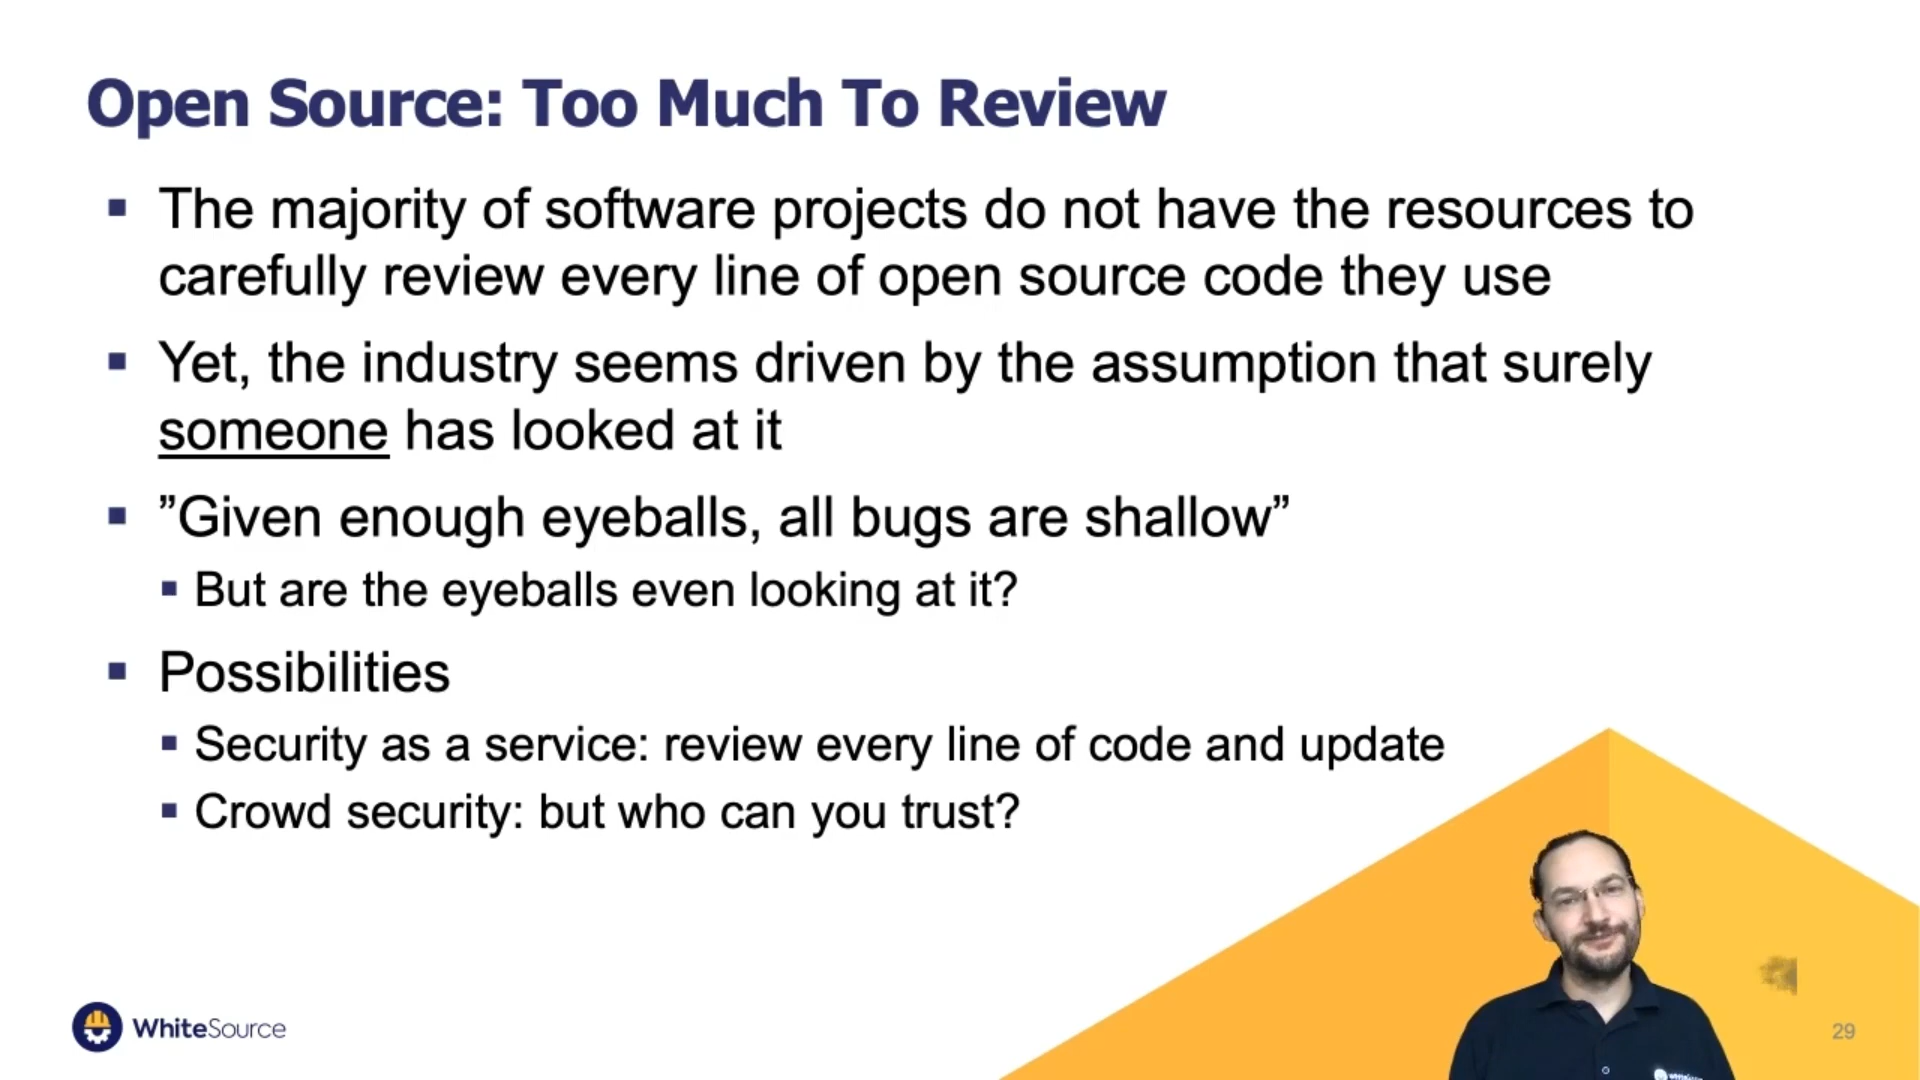 Open Source: Too Much To Review
▪ The majority of software projects do not have the resources to
carefully review every line of open source code they use
▪ Yet, the industry seems driven by the assumption that surely
someone has looked at it
▪ ”Given enough eyeballs, all bugs are shallow”
▪ But are the eyeballs even looking at it?
▪ Possibilities
▪ Security as a service: review every line of code and update
▪ Crowd security: but who can you trust?
WhiteSource
29